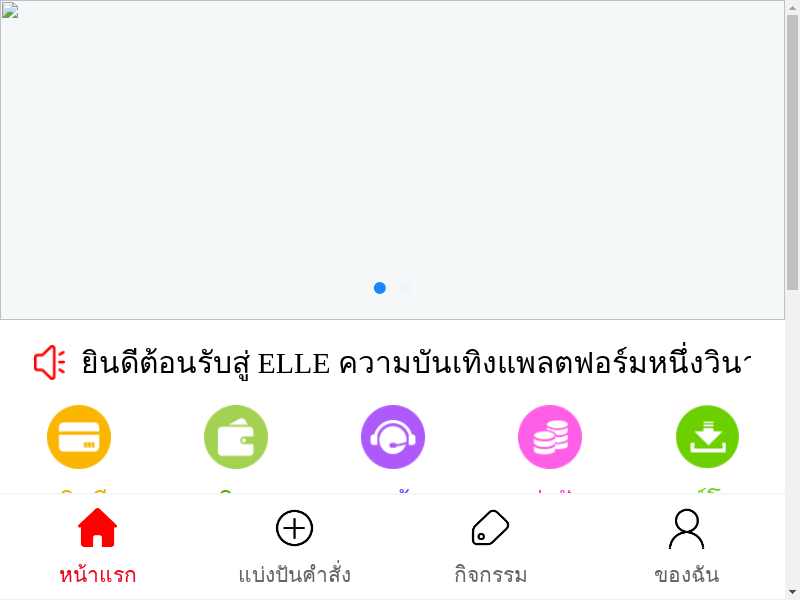 ยินดีต้อนรับสู่ ELLE ความบันเทิงแพลตฟอร์มหนึ่งวินา
หน้าแรก
แบ่งปันคำสั่ง
กิจกรรม
ของฉัน